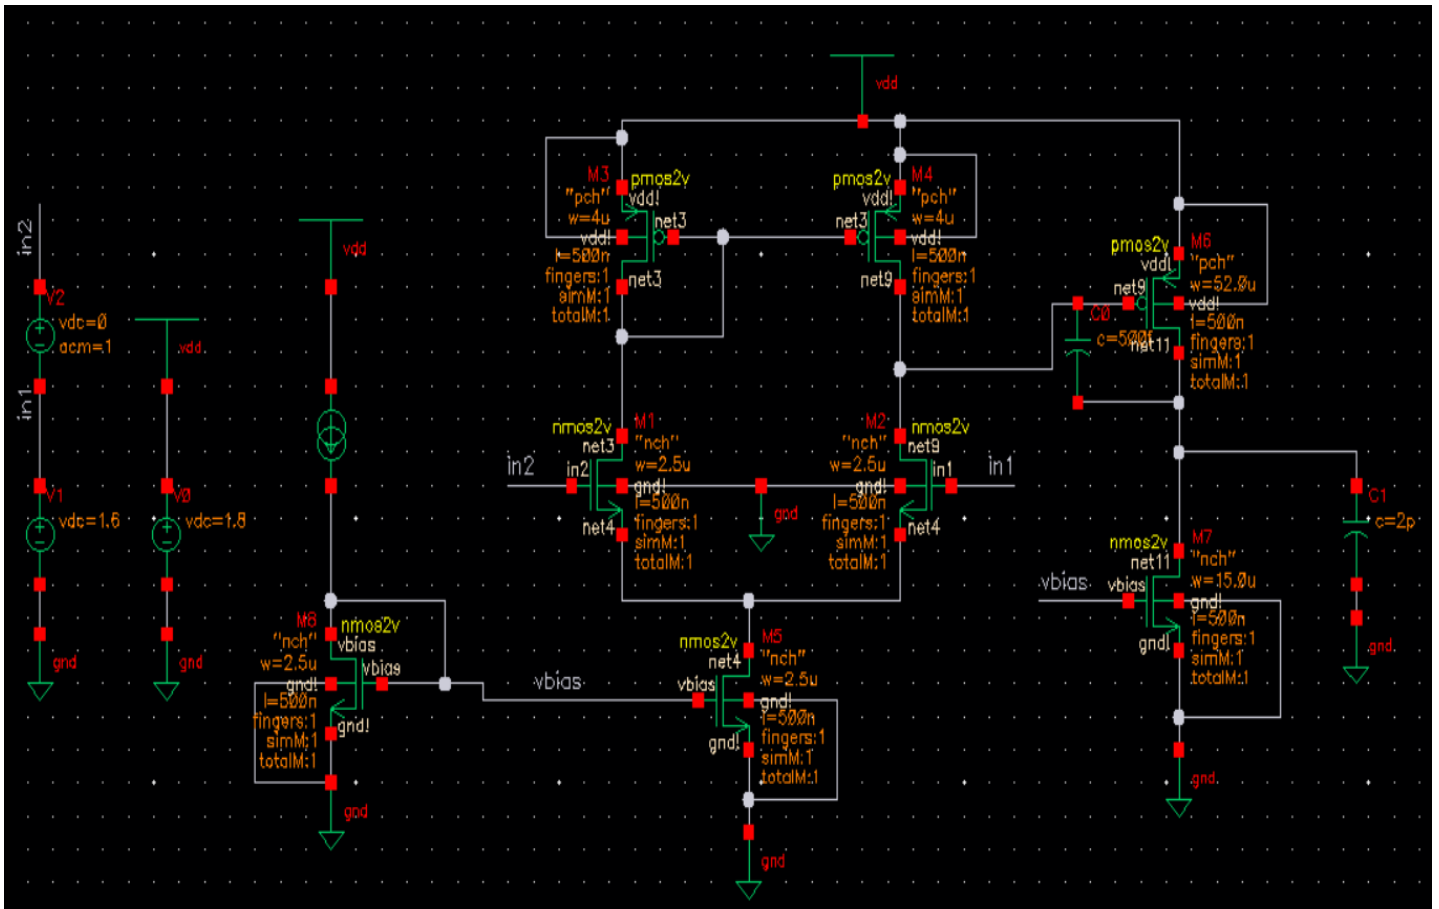 vdd
M3
pmos2v
"pch"
vdd!
w=4u
net3
vdd!
l=500n
fingers:1
net3
simM:1
totalM:1
pmos2v
M4
vdd!
"pch"
net3
w=4u
vdd!
l=500n
net9
fingers:1
simM:1
totalM:1
pmos2v
M6
vdd!
"pch"
net9
w=52.0u
vdd!
l=500n
net11
fingers:1
simM:1
totalM:1
C0
c=500f
in2
V2
vdc=0
acm=1
in1
V1
vdc=1.6
gnd
vdd
V0
vdc=1.8
gnd
vdd
nmos2v
M1
net3
"nch"
in2
in2
w=2.5u
gnd!
l=500n
fingers:1
net4
simM:1
totalM:1
gnd
M2
nmos2v
"nch"
net9
w=2.5u
in1
in1
gnd!
l=500n
fingers:1
net4
simM:1
totalM:1
C1
c=2p
gnd
nmos2v
M7
net11
"nch"
vbias
vbias
w=15.0u
gnd!
l=500n
gnd!
fingers:1
simM:1
totalM:1
gnd
nmos2v
"nch"
vbias
w=2.5u
vbias
gnd!
l=500n
fingers:1
gnd!
simM:1
totalM:1
gnd
vbias
nmos2v
M5
net4
"nch"
vbias
w=2.5u
gnd!
l=500n
gnd!
fingers:1
simM:1
totalM:1
gnd